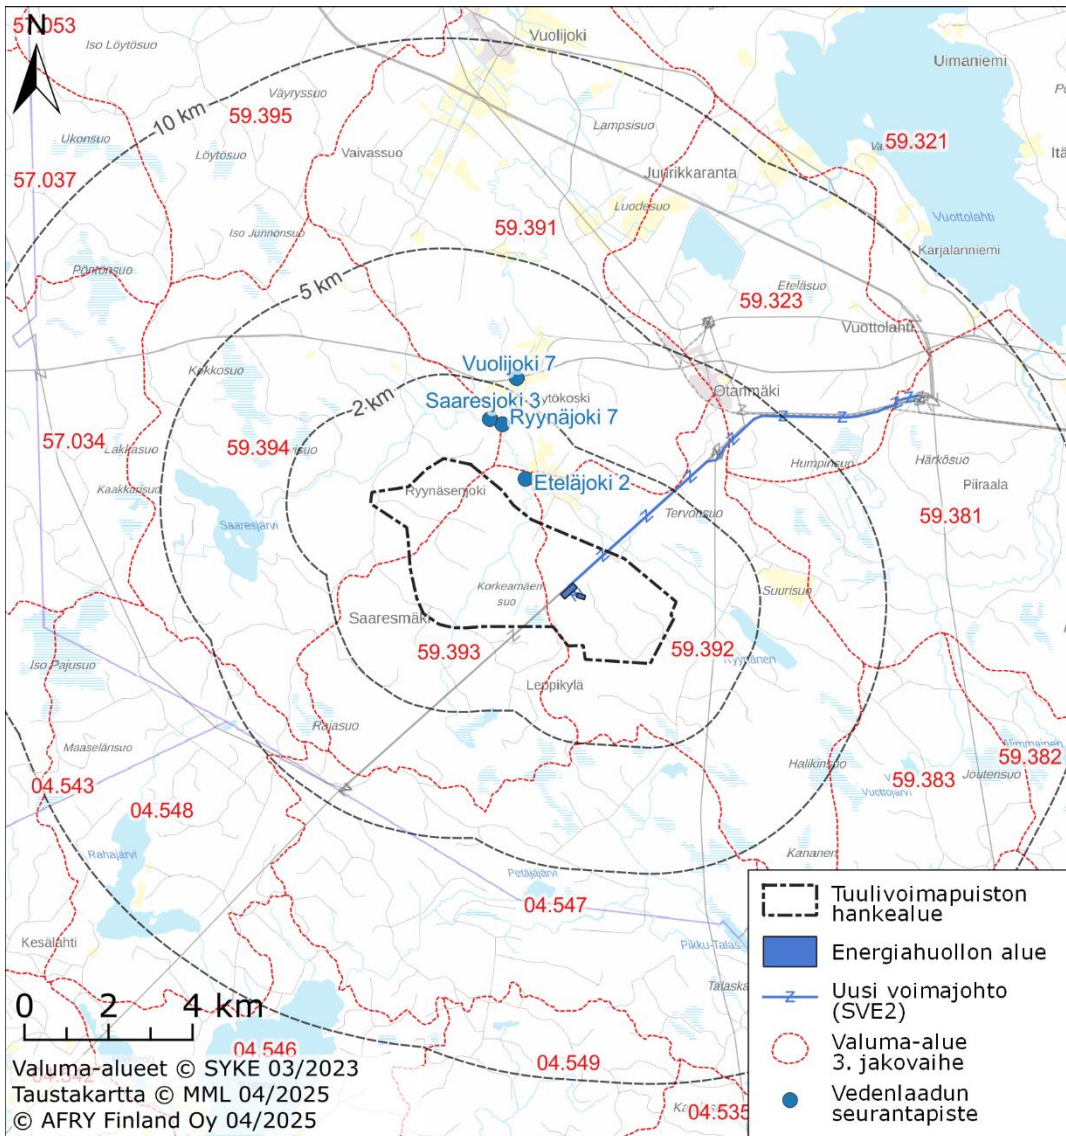 57.053
N
Iso Löytösuo
Vuolijoki
Uimaniemi
Väyryssuo
10 km
59.395
Lampsisuo
Ukonsuo
Löytösuo
Vaivassuo
59.321
57.037
Juurikkaranta
Luodesuo
Vuottolahti
Iso Junnonsuo
59.391
Karjalanniemi
Pöntönsuo
5 km
Eteläsuo
59.323
Vuottolahti
Kokkosuo
Vuolijoki 7
Otanmäki
2 km
Saaresjoki 3
Ryynäjoki 7
57.034
Lakkasuo
59.394
Humpinsuo
Härkösuo
Piiraala
Kaakkurisuo
Ryynäsenjoki
Eteläjoki 2
Tervonsuo
59.381
Saaresjärvi
Korkeamäen
suo
Suurisuo
Saaresmäki
59.393
59.392
Iso Pajusuo
Leppikylä
Rajasuo
Maaselänsuo
Halikinsuo
59.382
04.543
59.383
Joutensuo
Vuottojärvi
04.548
Rahajärvi
Kananen
Petäjäjärvi
04.547
Kesälahti
Pikku-Talas
04.546
04.549
04.535
Tuulivoimapuiston
hankealue
Energiahuollon alue
Uusi voimajohto
(SVE2)
Valuma-alue
3. jakovaihe
Vedenlaadun
seurantapiste
0 2 4 km
Valuma-alueet © SYKE 03/2023
Taustakartta © MML 04/2025
© AFRY Finland Oy 04/2025